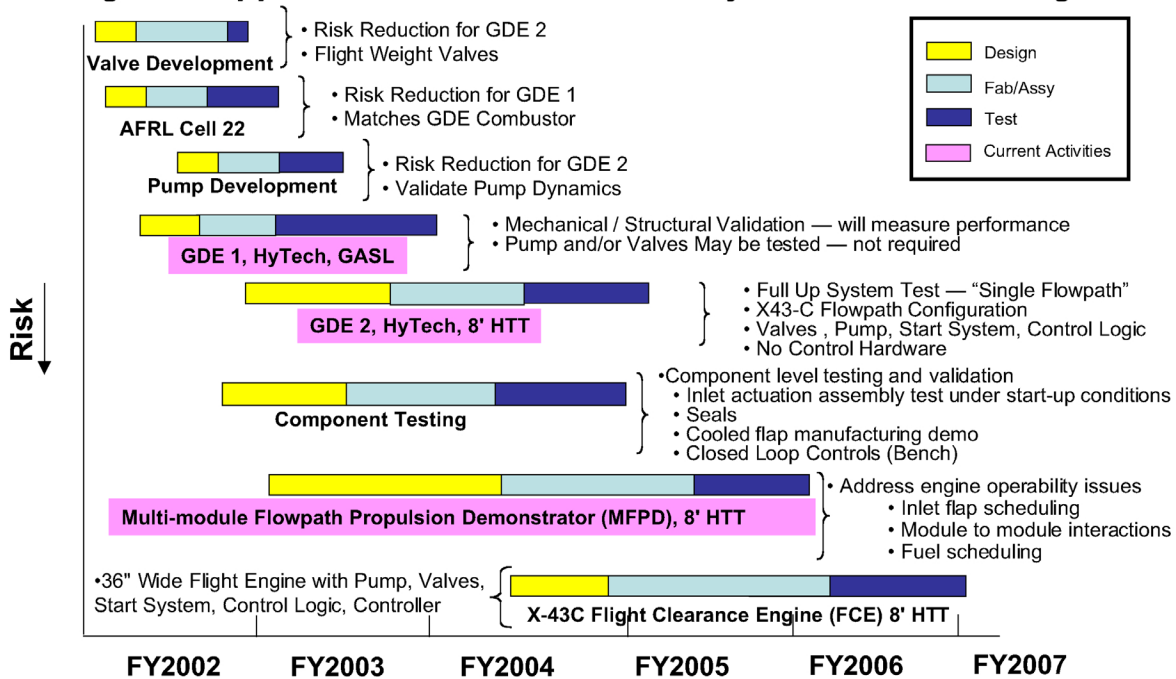 • Risk Reduction for GDE 2
• Flight Weight Valves
Valve Development
Design
Fab/Assy
Test
Current Activities
• Risk Reduction for GDE 1
• Matches GDE Combustor
AFRL Cell 22
• Risk Reduction for GDE 2
• Validate Pump Dynamics
Pump Development
• Mechanical / Structural Validation — will measure performance
• Pump and/or Valves May be tested — not required
GDE 1, HyTech, GASL
• Full Up System Test — “Single Flowpath”
• X43-C Flowpath Configuration
• Valves , Pump, Start System, Control Logic
• No Control Hardware
GDE 2, HyTech, 8' HTT
Risk
•Component level testing and validation
• Inlet actuation assembly test under start-up conditions
• Seals
• Cooled flap manufacturing demo
• Closed Loop Controls (Bench)
Component Testing
• Address engine operability issues
• Inlet flap scheduling
• Module to module interactions
• Fuel scheduling
Multi-module Flowpath Propulsion Demonstrator (MFPD), 8' HTT
•36" Wide Flight Engine with Pump, Valves,
Start System, Control Logic, Controller
X-43C Flight Clearance Engine (FCE) 8' HTT
FY2002
FY2003
FY2004
FY2005
FY2006
FY2007